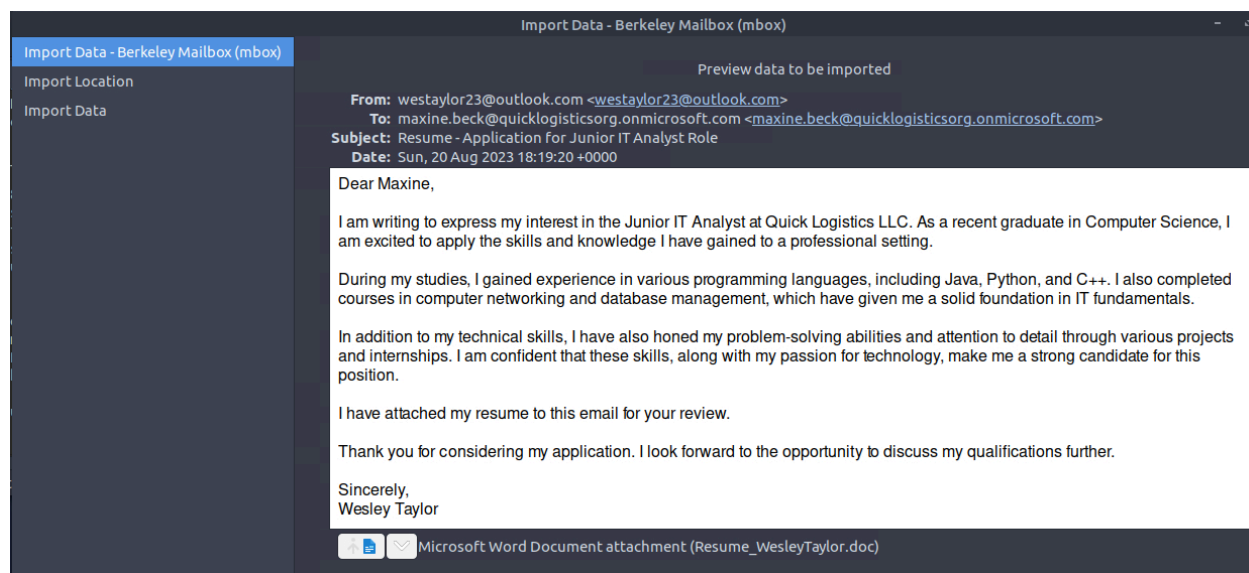 Import Data - Berkeley Mailbox (mbox)
Import Data - Berkeley Mailbox (mbox)
Import Location
Import Data
Preview data to be imported
From: westaylor23@outlook.com <westaylor23@outlook.com>
To: maxine.beck@quicklogisticsorg.onmicrosoft.com <maxine.beck@quicklogisticsorg.onmicrosoft.com>
Subject: Resume - Application for Junior IT Analyst Role
Date: Sun, 20 Aug 2023 18:19:20 +0000
Dear Maxine,
I am writing to express my interest in the Junior IT Analyst at Quick Logistics LLC. As a recent graduate in Computer Science, I
am excited to apply the skills and knowledge I have gained to a professional setting.
During my studies, I gained experience in various programming languages, including Java, Python, and C++. I also completed
courses in computer networking and database management, which have given me a solid foundation in IT fundamentals.
In addition to my technical skills, I have also honed my problem-solving abilities and attention to detail through various projects
and internships. I am confident that these skills, along with my passion for technology, make me a strong candidate for this
position.
I have attached my resume to this email for your review.
Thank you for considering my application. I look forward to the opportunity to discuss my qualifications further.
Sincerely,
Wesley Taylor
Microsoft Word Document attachment (Resume_WesleyTaylor.doc)